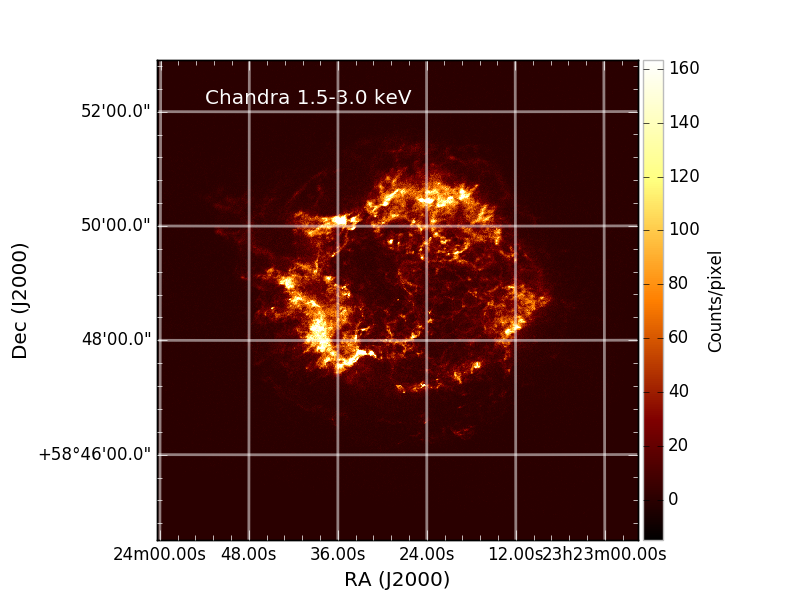 Chandra 1.5-3.0 keV
52'00.0"
50'00.0"
48'00.0"
+58°46'00.0"
Dec (J2000)
24m00.00s 48.00s 36.00s 24.00s 12.00s 23h23m00.00s
RA (J2000)
160
140
120
100
80
60
40
20
0
Counts/pixel